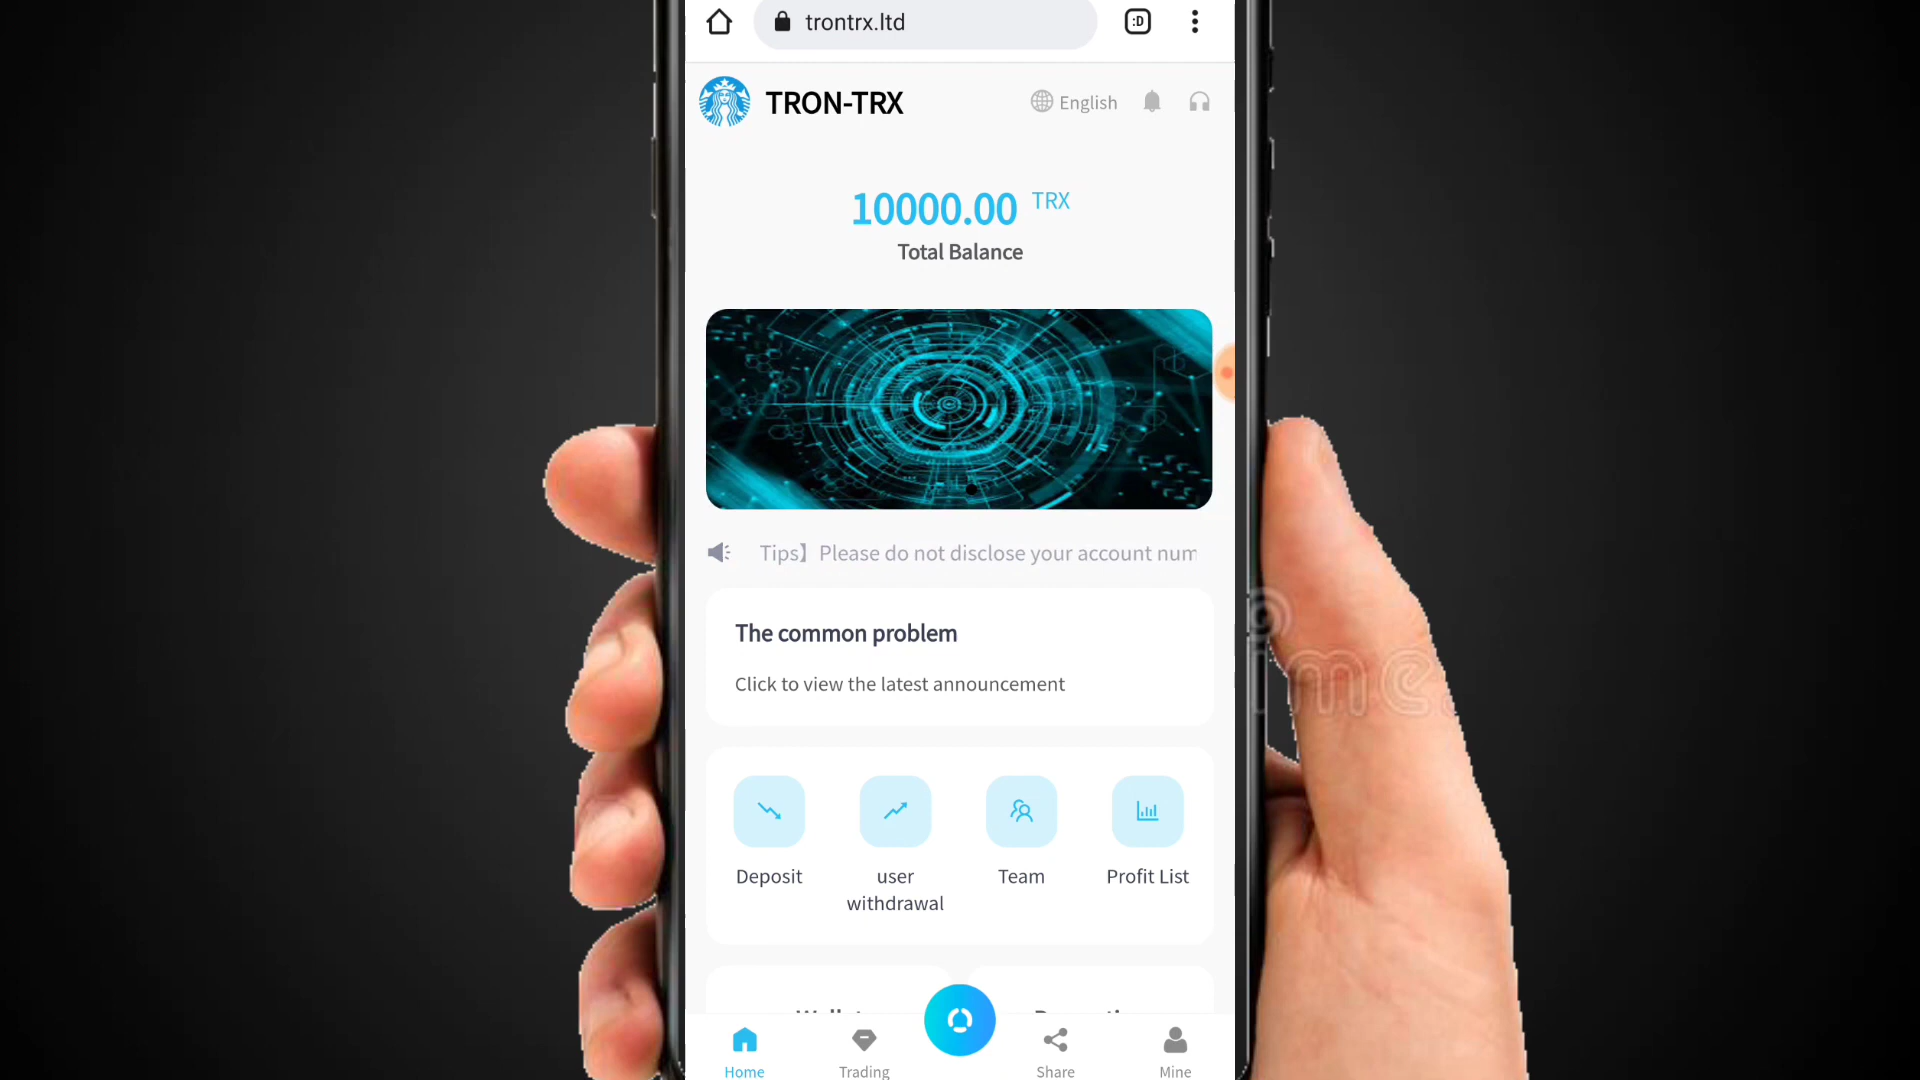 trontrx.ltd
:D
TRON-TRX
English
10000.00 TRX
Total Balance
Tips】Please do not disclose your account num
The common problem
Click to view the latest announcement
Deposit
user
withdrawal
Team
Profit List
Home
Trading
Share
Mine